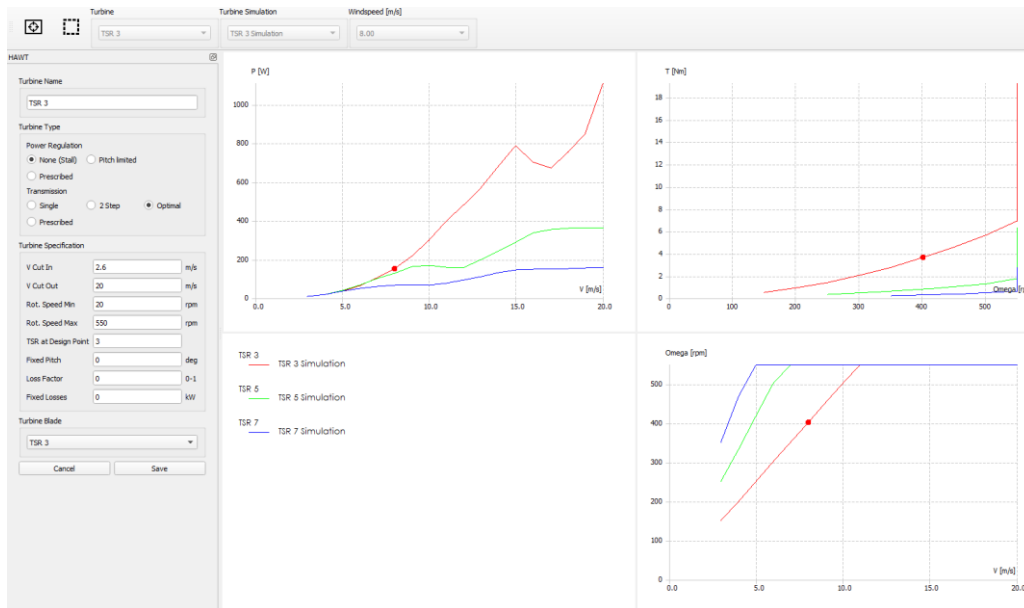 Turbine Turbine Simulation Windspeed [m/s]
TSR 3 TSR 3 Simulation 8.00
HAWT
Turbine Name
TSR 3
Turbine Type
Power Regulation
None (Stall) Pitch limited
Prescribed
Transmission
Single 2 Step Optimal
Prescribed
Turbine Specification
V Cut In 2.6 m/s
V Cut Out 20 m/s
Rot. Speed Min 20 rpm
Rot. Speed Max 550 rpm
TSR at Design Point 3
Fixed Pitch 0 deg
Loss Factor 0 0-1
Fixed Losses 0 kW
Turbine Blade
TSR 3
Cancel Save
P [W]
1000
800
600
400
200
0
0.0 5.0 10.0 15.0 20.0
V [m/s]
T [Nm]
18
16
14
12
10
8
6
4
2
0
0 100 200 300 400 500
Omega [r
TSR 3
TSR 3 Simulation
TSR 5
TSR 5 Simulation
TSR 7
TSR 7 Simulation
Omega [rpm]
500
400
300
200
100
0
0.0 5.0 10.0 15.0 20.0
V [m/s]